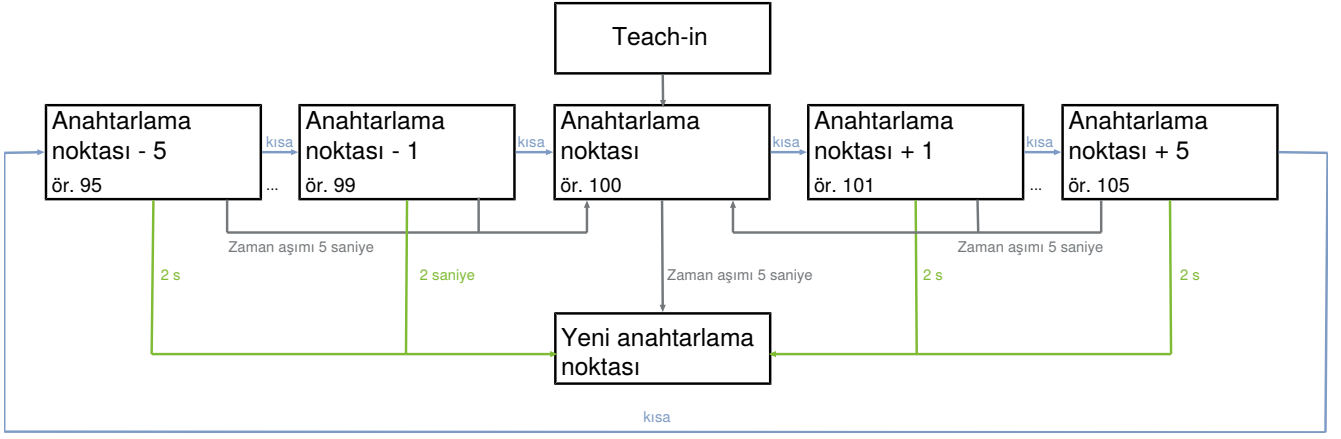 Teach-in
Anahtarlama
noktası - 5
ör. 95
kısa
...
Anahtarlama
noktası - 1
ör. 99
kısa
Anahtarlama
noktası
ör. 100
kısa
Anahtarlama
noktası + 1
ör. 101
kısa
...
Anahtarlama
noktası + 5
ör. 105
Zaman aşımı 5 saniye
Zaman aşımı 5 saniye
2 s
2 saniye
Zaman aşımı 5 saniye
2 s
2 s
Yeni anahtarlama
noktası
kısa